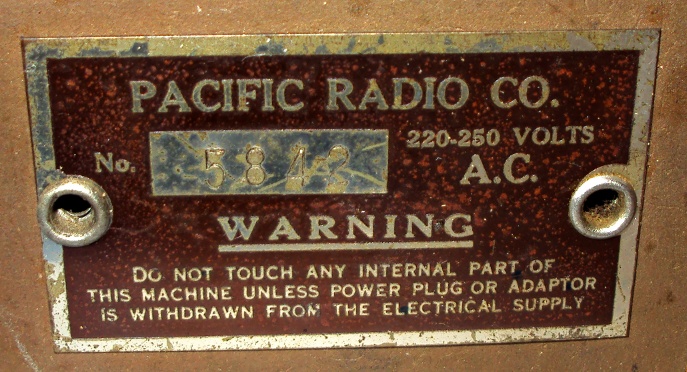 PACIFIC RADIO CO.
No. 5842 220-250 VOLTS
A.C.
WARNING
DO NOT TOUCH ANY INTERNAL PART OF
THIS MACHINE UNLESS POWER PLUG OR ADAPTOR
IS WITHDRAWN FROM THE ELECTRICAL SUPPLY